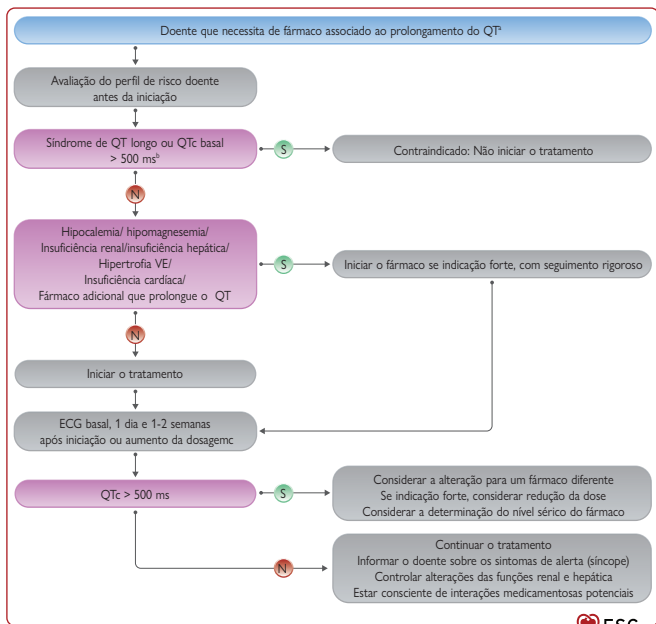 Doente que necessita de fármaco associado ao prolongamento do QTª
Avaliação do perfil de risco doente
antes da iniciação
Síndrome de QT longo ou QTc basal
> 500 msᵇ
S
Contraindicado: Não iniciar o tratamento
N
Hipocalemia/ hipomagnesemia/
Insuficiência renal/insuficiência hepática/
Hipertrofia VE/
Insuficiência cardíaca/
Fármaco adicional que prolongue o QT
S
Iniciar o fármaco se indicação forte, com seguimento rigoroso
N
Iniciar o tratamento
ECG basal, 1 dia e 1-2 semanas
após iniciação ou aumento da dosagemc
QTc > 500 ms
S
Considerar a alteração para um fármaco diferente
Se indicação forte, considerar redução da dose
Considerar a determinação do nível sérico do fármaco
N
Continuar o tratamento
Informar o doente sobre os sintomas de alerta (síncope)
Controlar alterações das funções renal e hepática
Estar consciente de interações medicamentosas potenciais